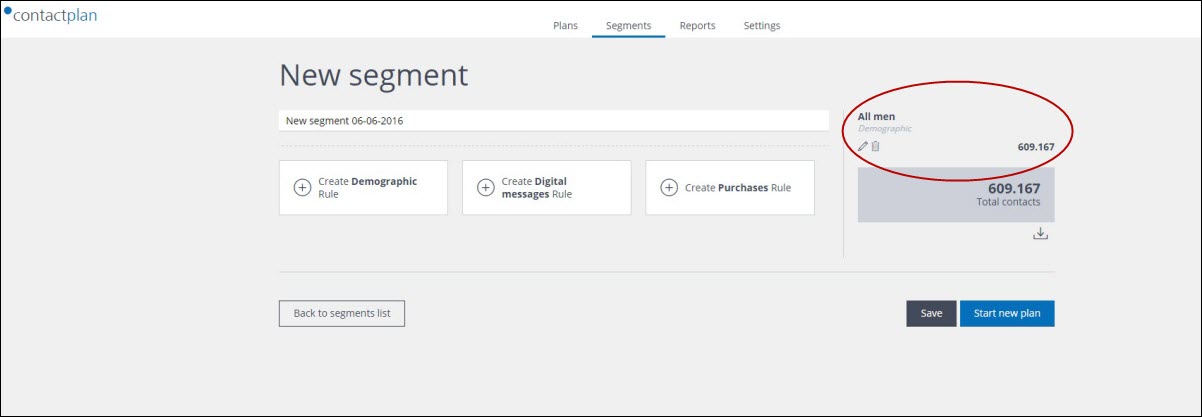 contactplan
Plans Segments Reports Settings
New segment
New segment 06-06-2016
Create Demographic
Rule
Create Digital
messages Rule
Create Purchases Rule
All men
Demographic
609.167
609.167
Total contacts
Back to segments list
Save
Start new plan